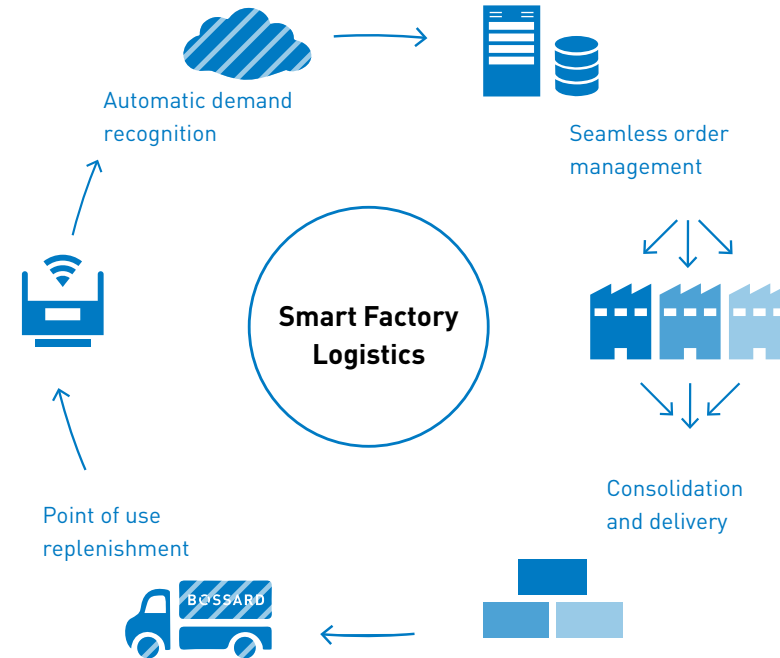 Automatic demand
recognition
Seamless order
management
Smart Factory
Logistics
Consolidation
and delivery
Point of use
replenishment
BOSSARD